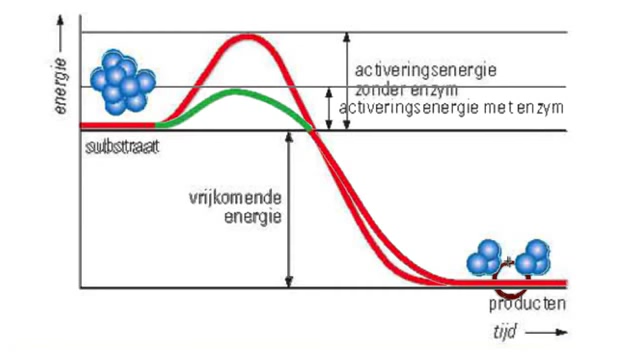 energie
activeringsenergie
zonder enzym
activeringsenergie met enzym
substraat
vrijkomende
energie
+
producten
tijd